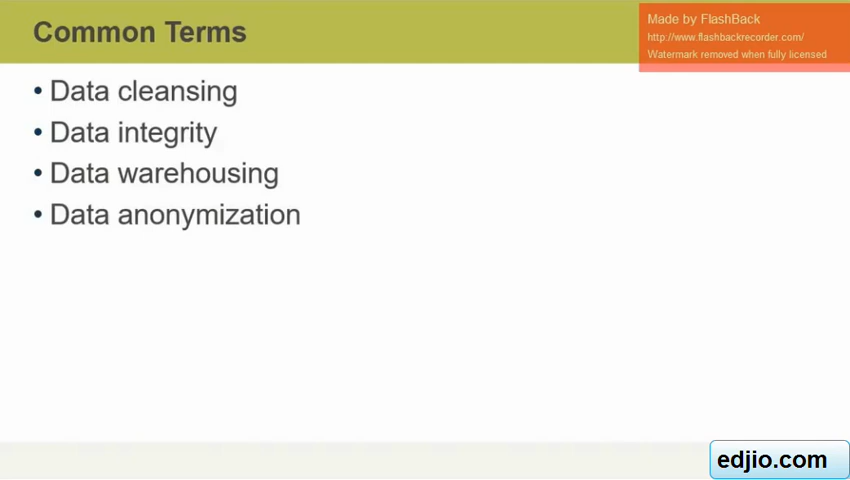 Common Terms
Made by FlashBack
http://www.flashbackrecorder.com/
Watermark removed when fully licensed
• Data cleansing
• Data integrity
• Data warehousing
• Data anonymization
edjio.com